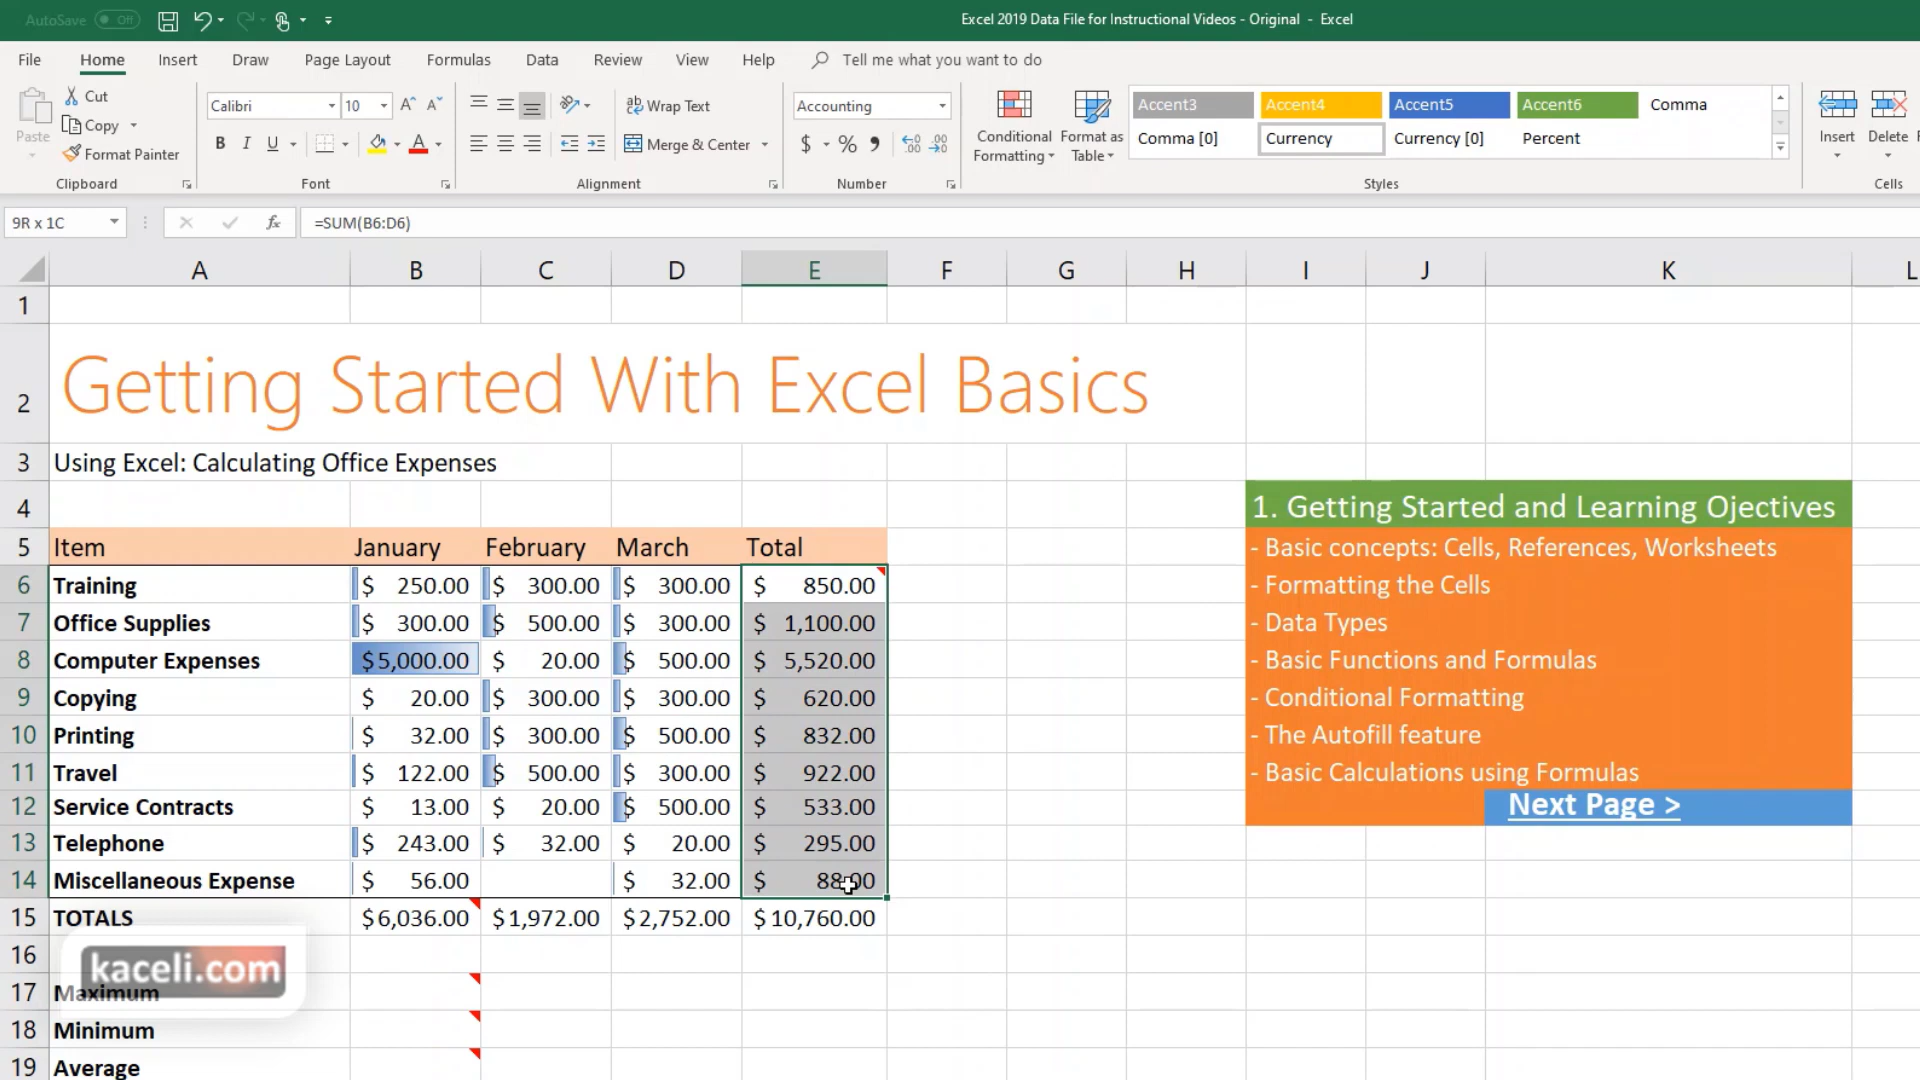 AutoSave Off Excel 2019 Data File for Instructional Videos - Original - Excel
File Home Insert Draw Page Layout Formulas Data Review View Help Tell me what you want to do
Paste
Cut
Copy
Format Painter
Clipboard
Calibri 10
B I U A
Font
ab Wrap Text
Merge & Center
Alignment
Accounting
$ % , .00
Number
Conditional Formatting
Format as Table
Accent3 Accent4 Accent5 Accent6 Comma
Comma [0] Currency Currency [0] Percent
Styles
Insert Delete
Cells
9R x 1C fx =SUM(B6:D6)
A B C D E F G H I J K L
1
2 Getting Started With Excel Basics
3 Using Excel: Calculating Office Expenses
4
5 Item January February March Total
6 Training $ 250.00 $ 300.00 $ 300.00 $ 850.00
7 Office Supplies $ 300.00 $ 500.00 $ 300.00 $ 1,100.00
8 Computer Expenses $5,000.00 $ 20.00 $ 500.00 $ 5,520.00
9 Copying $ 20.00 $ 300.00 $ 300.00 $ 620.00
10 Printing $ 32.00 $ 300.00 $ 500.00 $ 832.00
11 Travel $ 122.00 $ 500.00 $ 300.00 $ 922.00
12 Service Contracts $ 13.00 $ 20.00 $ 500.00 $ 533.00
13 Telephone $ 243.00 $ 32.00 $ 20.00 $ 295.00
14 Miscellaneous Expense $ 56.00 $ 32.00 $ 88.00
15 TOTALS $6,036.00 $1,972.00 $2,752.00 $10,760.00
16
17 Maximum
18 Minimum
19 Average
1. Getting Started and Learning Ojectives
- Basic concepts: Cells, References, Worksheets
- Formatting the Cells
- Data Types
- Basic Functions and Formulas
- Conditional Formatting
- The Autofill feature
- Basic Calculations using Formulas
Next Page >
kaceli.com